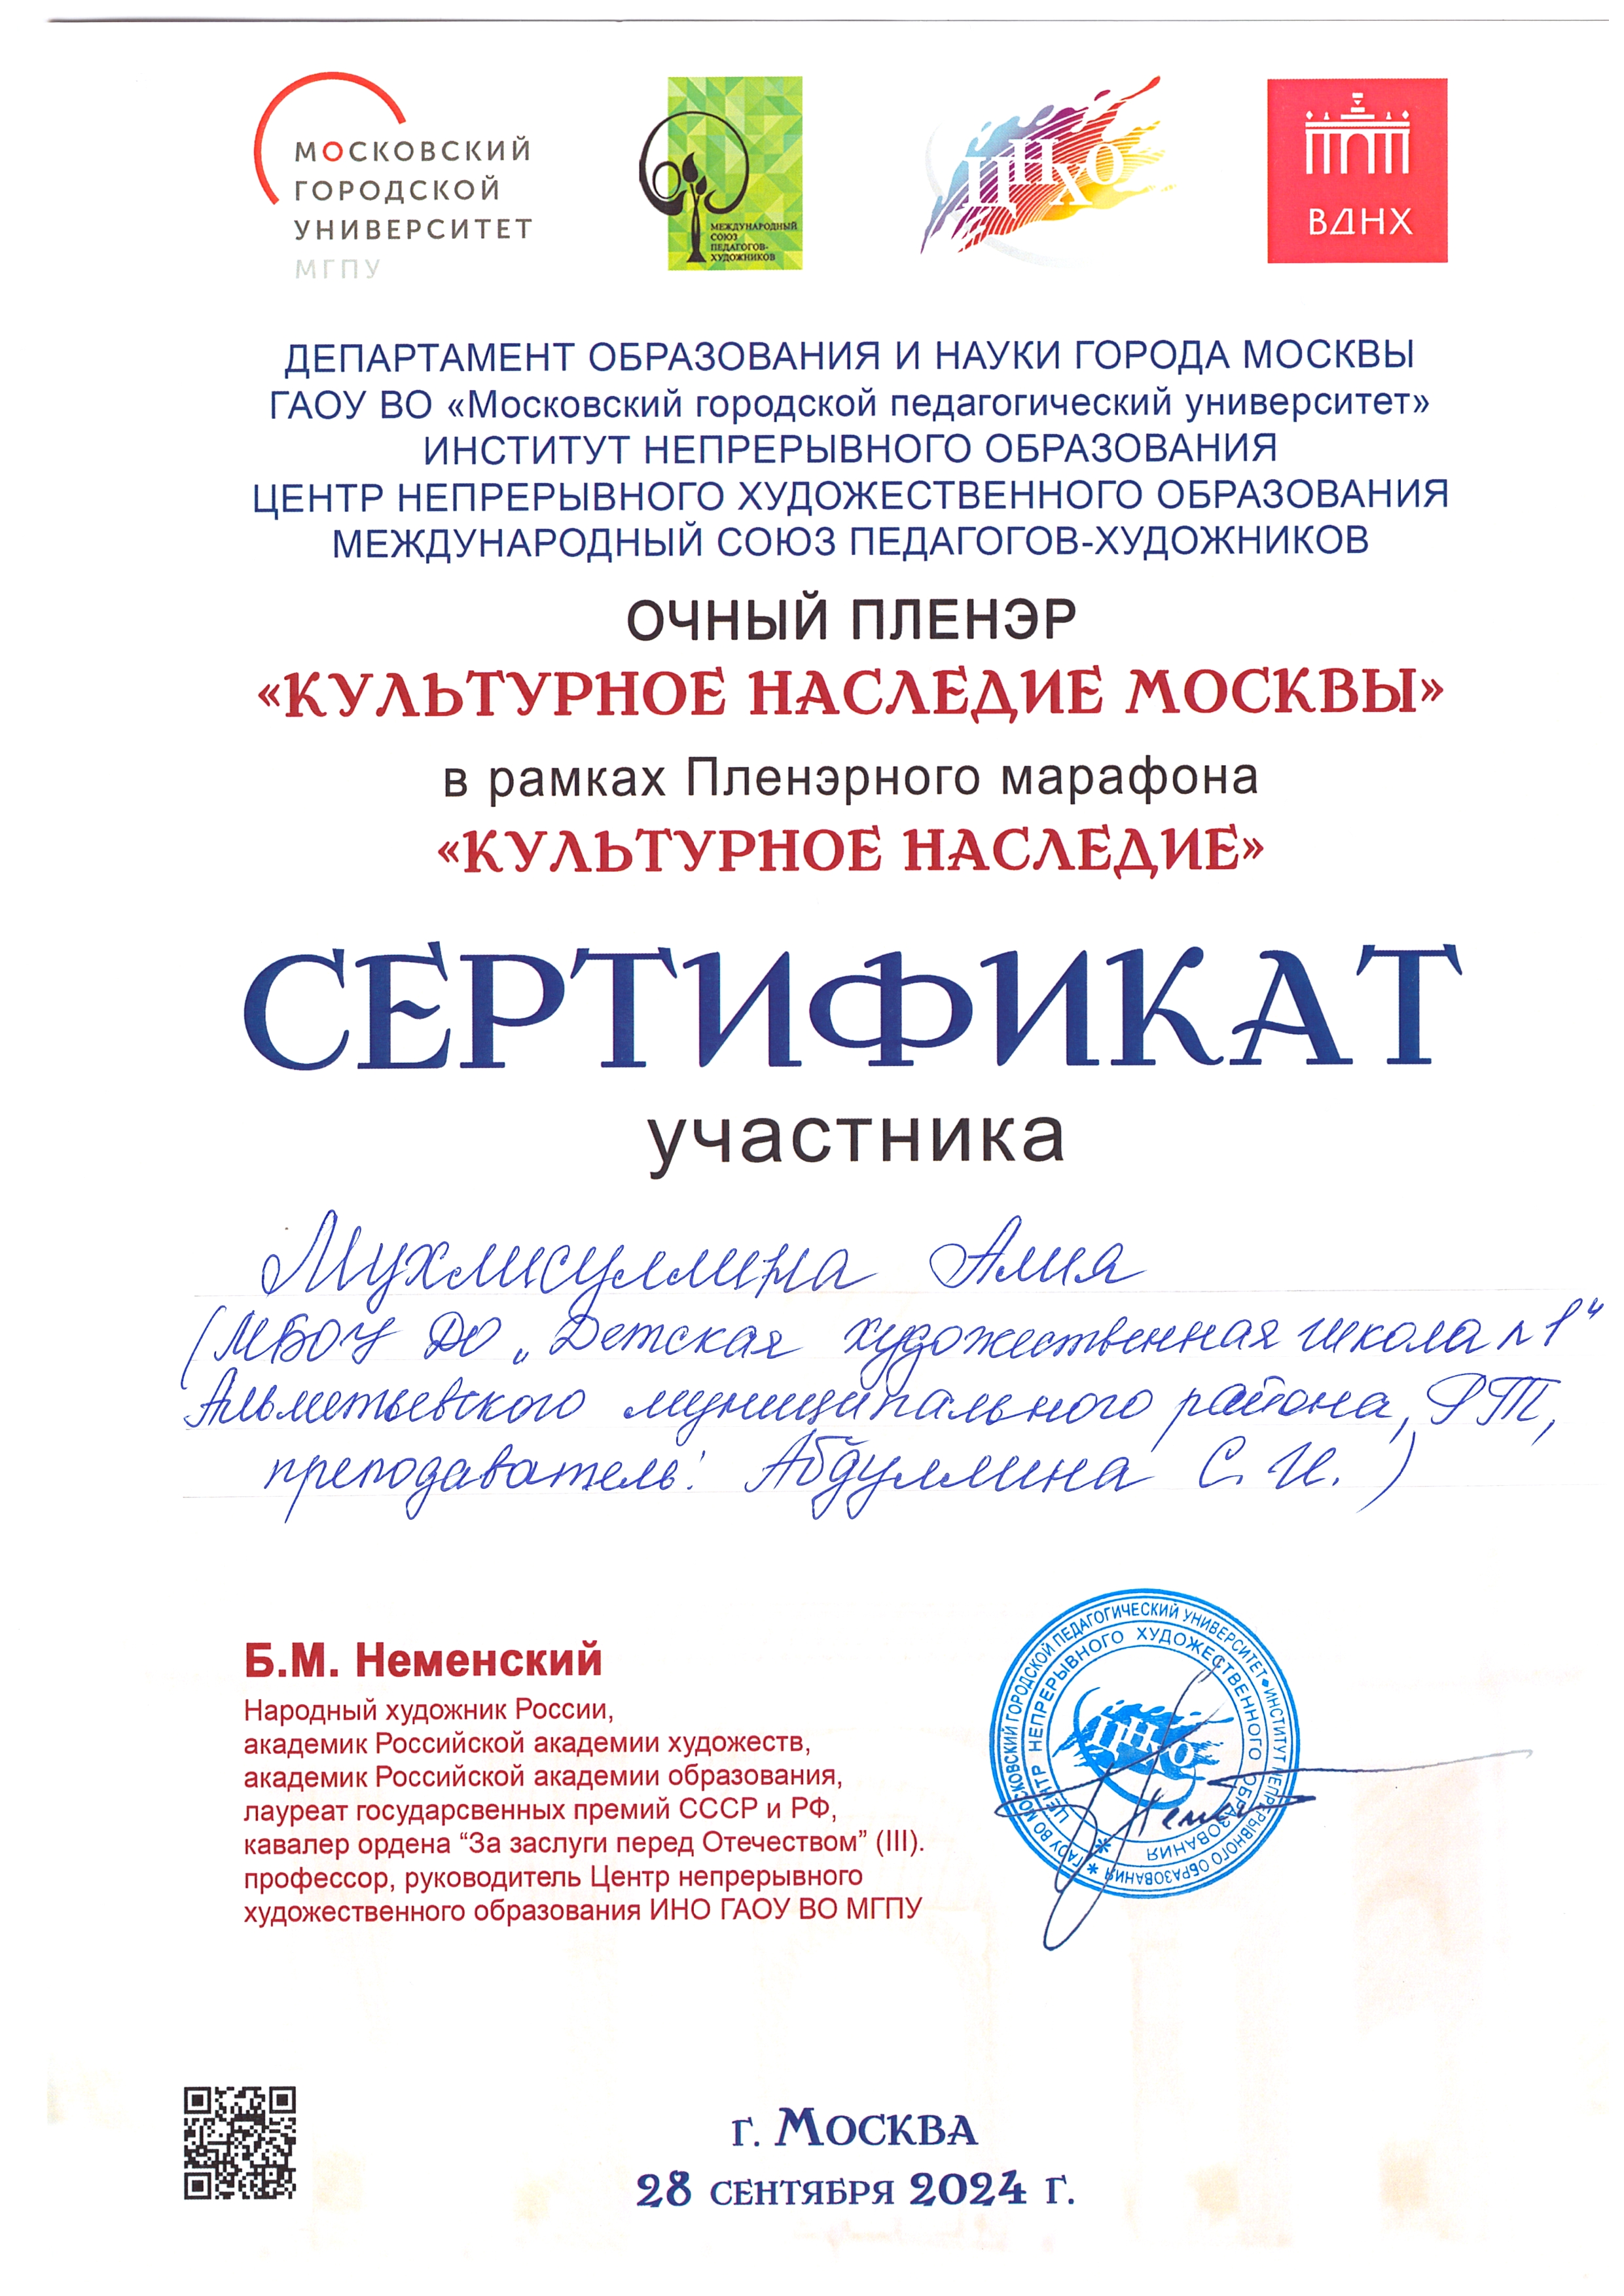 МОСКОВСКИЙ
ГОРОДСКОЙ
УНИВЕРСИТЕТ
МГПУ
МЕЖДУНАРОДНЫЙ
СОЮЗ
ПЕДАГОГОВ-
ХУДОЖНИКОВ
ЦНХО
ВДНХ
ДЕПАРТАМЕНТ ОБРАЗОВАНИЯ И НАУКИ ГОРОДА МОСКВЫ
ГАОУ ВО «Московский городской педагогический университет»
ИНСТИТУТ НЕПРЕРЫВНОГО ОБРАЗОВАНИЯ
ЦЕНТР НЕПРЕРЫВНОГО ХУДОЖЕСТВЕННОГО ОБРАЗОВАНИЯ
МЕЖДУНАРОДНЫЙ СОЮЗ ПЕДАГОГОВ-ХУДОЖНИКОВ
ОЧНЫЙ ПЛЕНЭР
«КУЛЬТУРНОЕ НАСЛЕДИЕ МОСКВЫ»
в рамках Пленэрного марафона
«КУЛЬТУРНОЕ НАСЛЕДИЕ»
СЕРТИФИКАТ
участника
Мухлисуллина Алия
(МБОУ ДО „Детская художественная школа №1"
Альметьевского муниципального района, РТ,
преподаватель: Абдуллина С. И. )
Б.М. Неменский
Народный художник России,
академик Российской академии художеств,
академик Российской академии образования,
лауреат государсвенных премий СССР и РФ,
кавалер ордена “За заслуги перед Отечеством” (III).
профессор, руководитель Центр непрерывного
художественного образования ИНО ГАОУ ВО МГПУ
* ГАОУ ВО МОСКОВСКИЙ ГОРОДСКОЙ ПЕДАГОГИЧЕСКИЙ УНИВЕРСИТЕТ • ИНСТИТУТ НЕПРЕРЫВНОГО ОБРАЗОВАНИЯ
* ЦЕНТР НЕПРЕРЫВНОГО ХУДОЖЕСТВЕННОГО ОБРАЗОВАНИЯ
ЦНХО
г. Москва
28 сентября 2024 г.